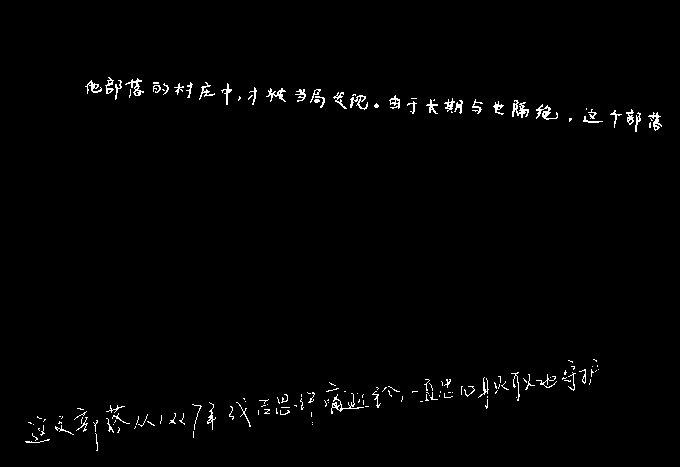 他部落的村庄中,才被当局发现。由于长期与世隔绝,这个部落
这支部落从1227年成吉思汗病逝至今,一直忠心耿耿地守护